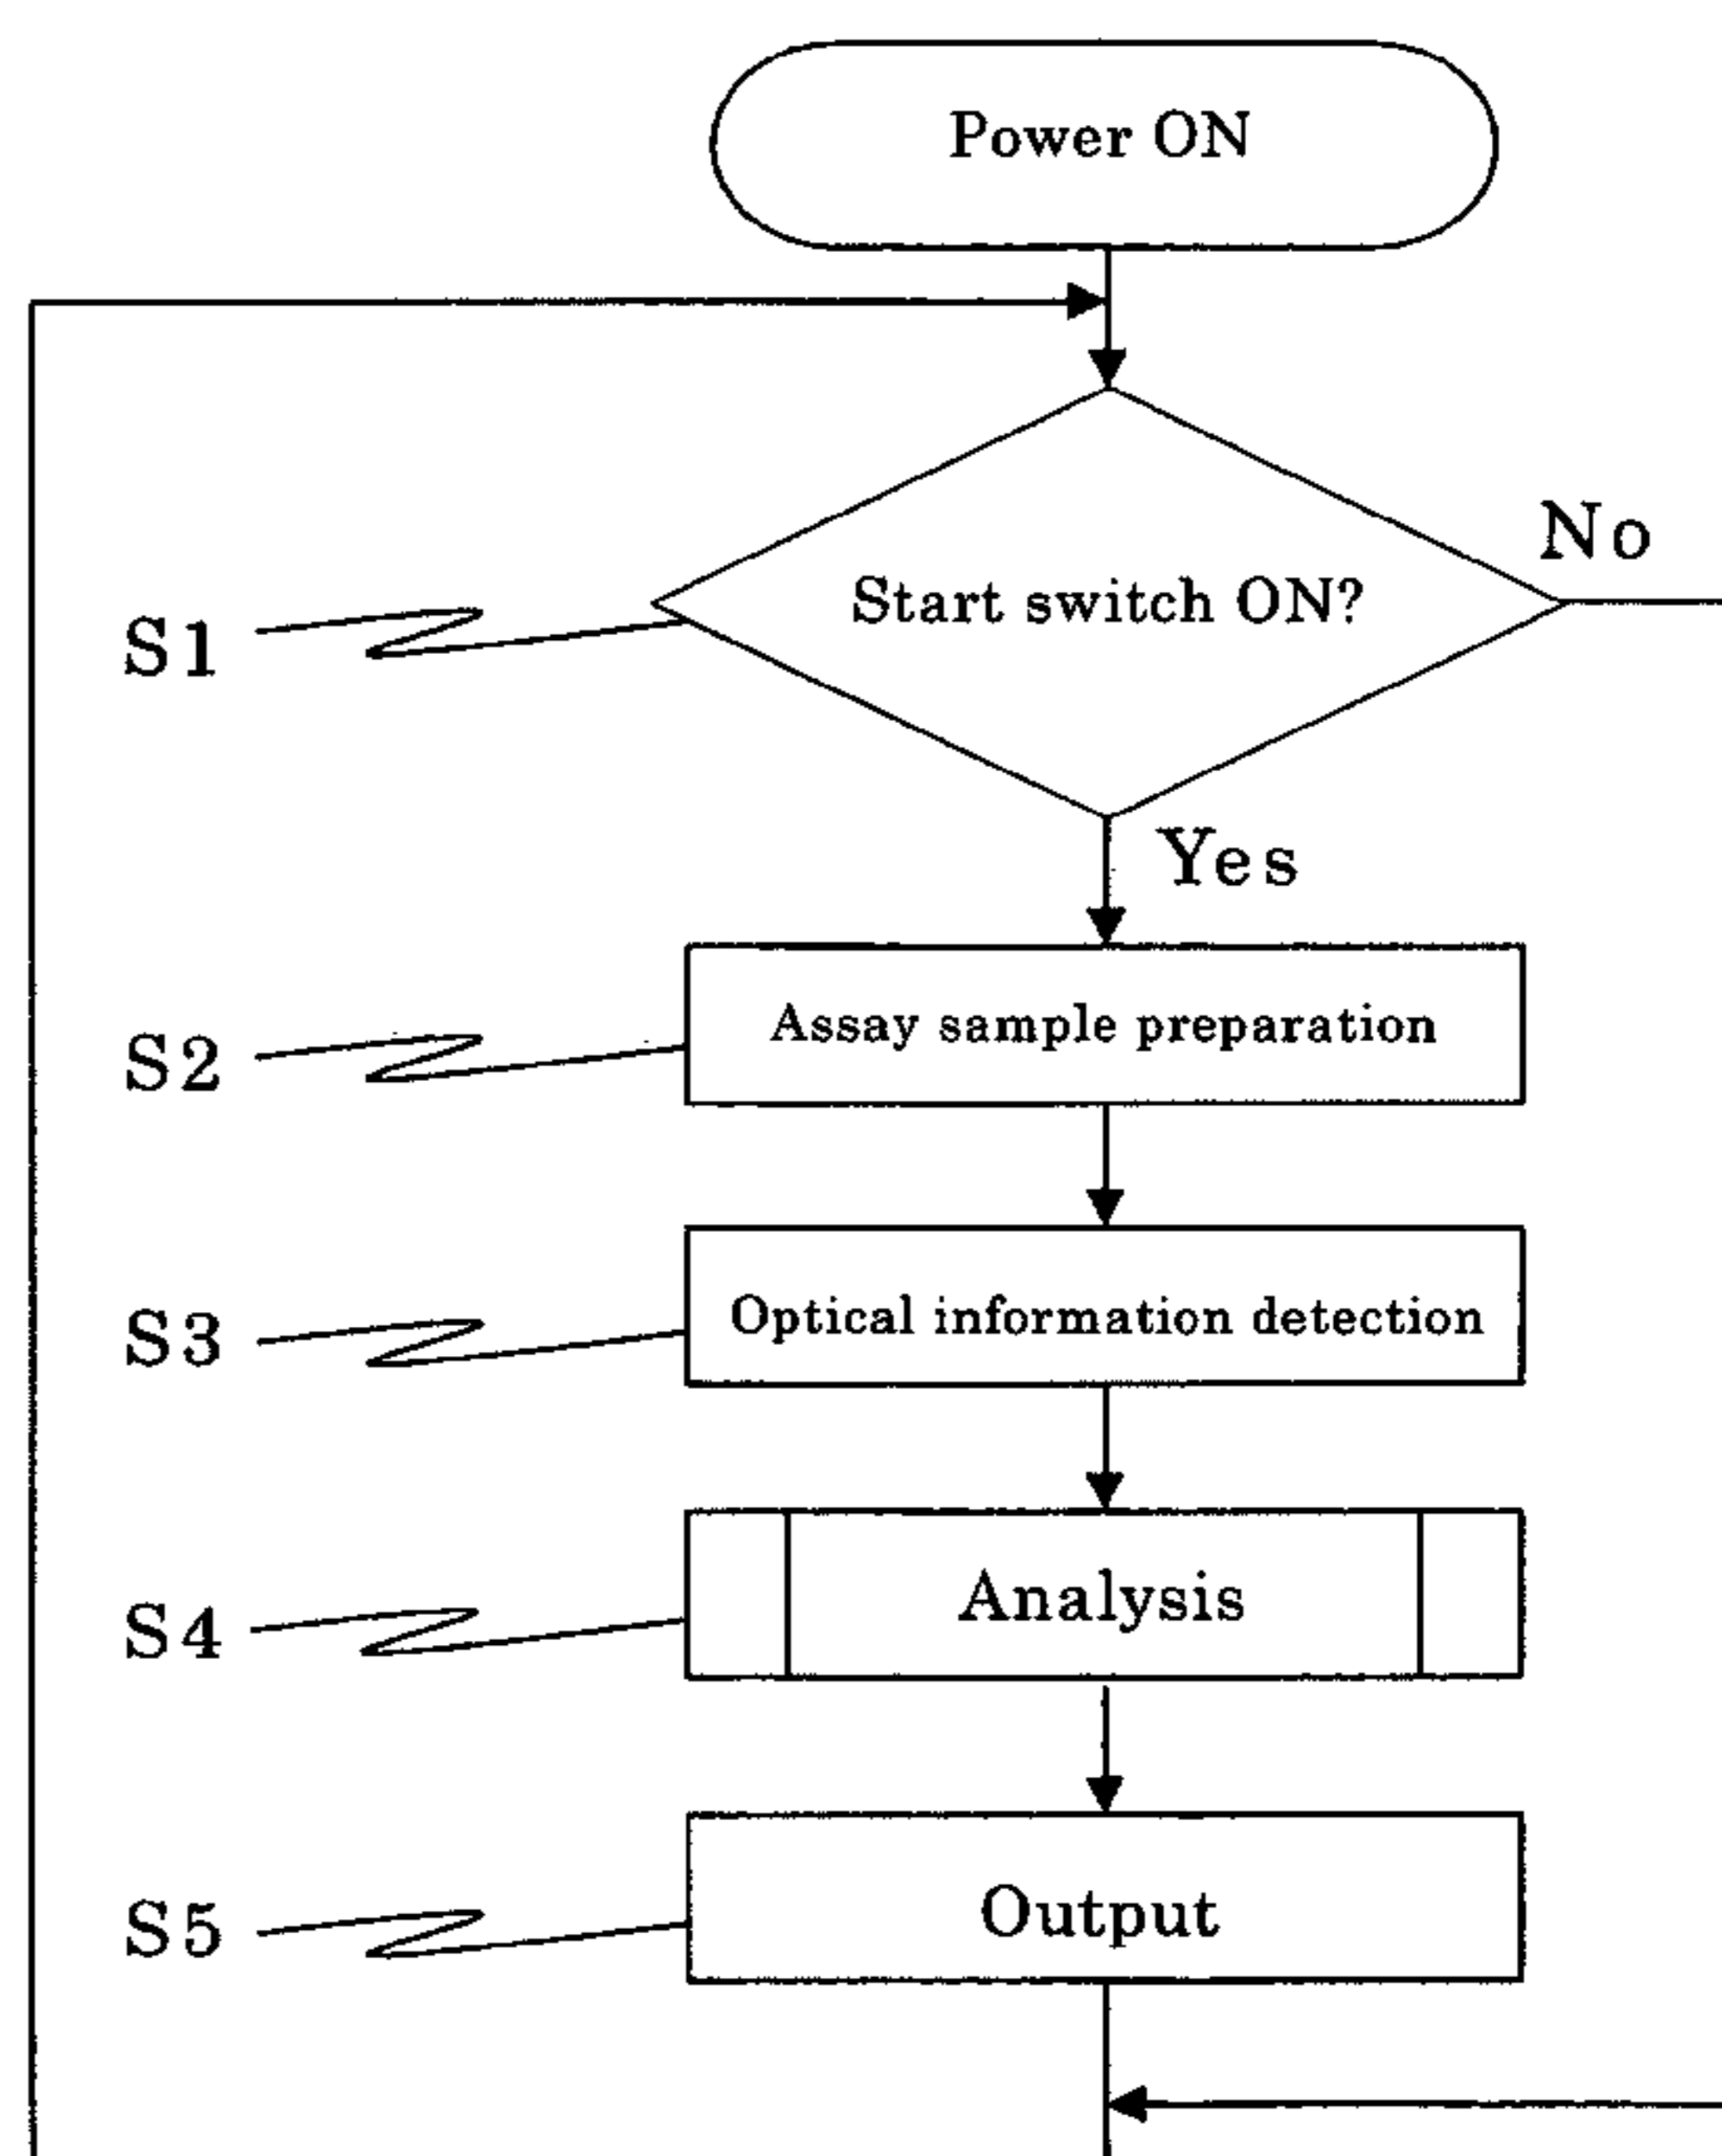 Power ON
No
Start switch ON?
S1
Yes
Assay sample preparation
S2
Optical information detection
S3
Analysis
S4
Output
S5